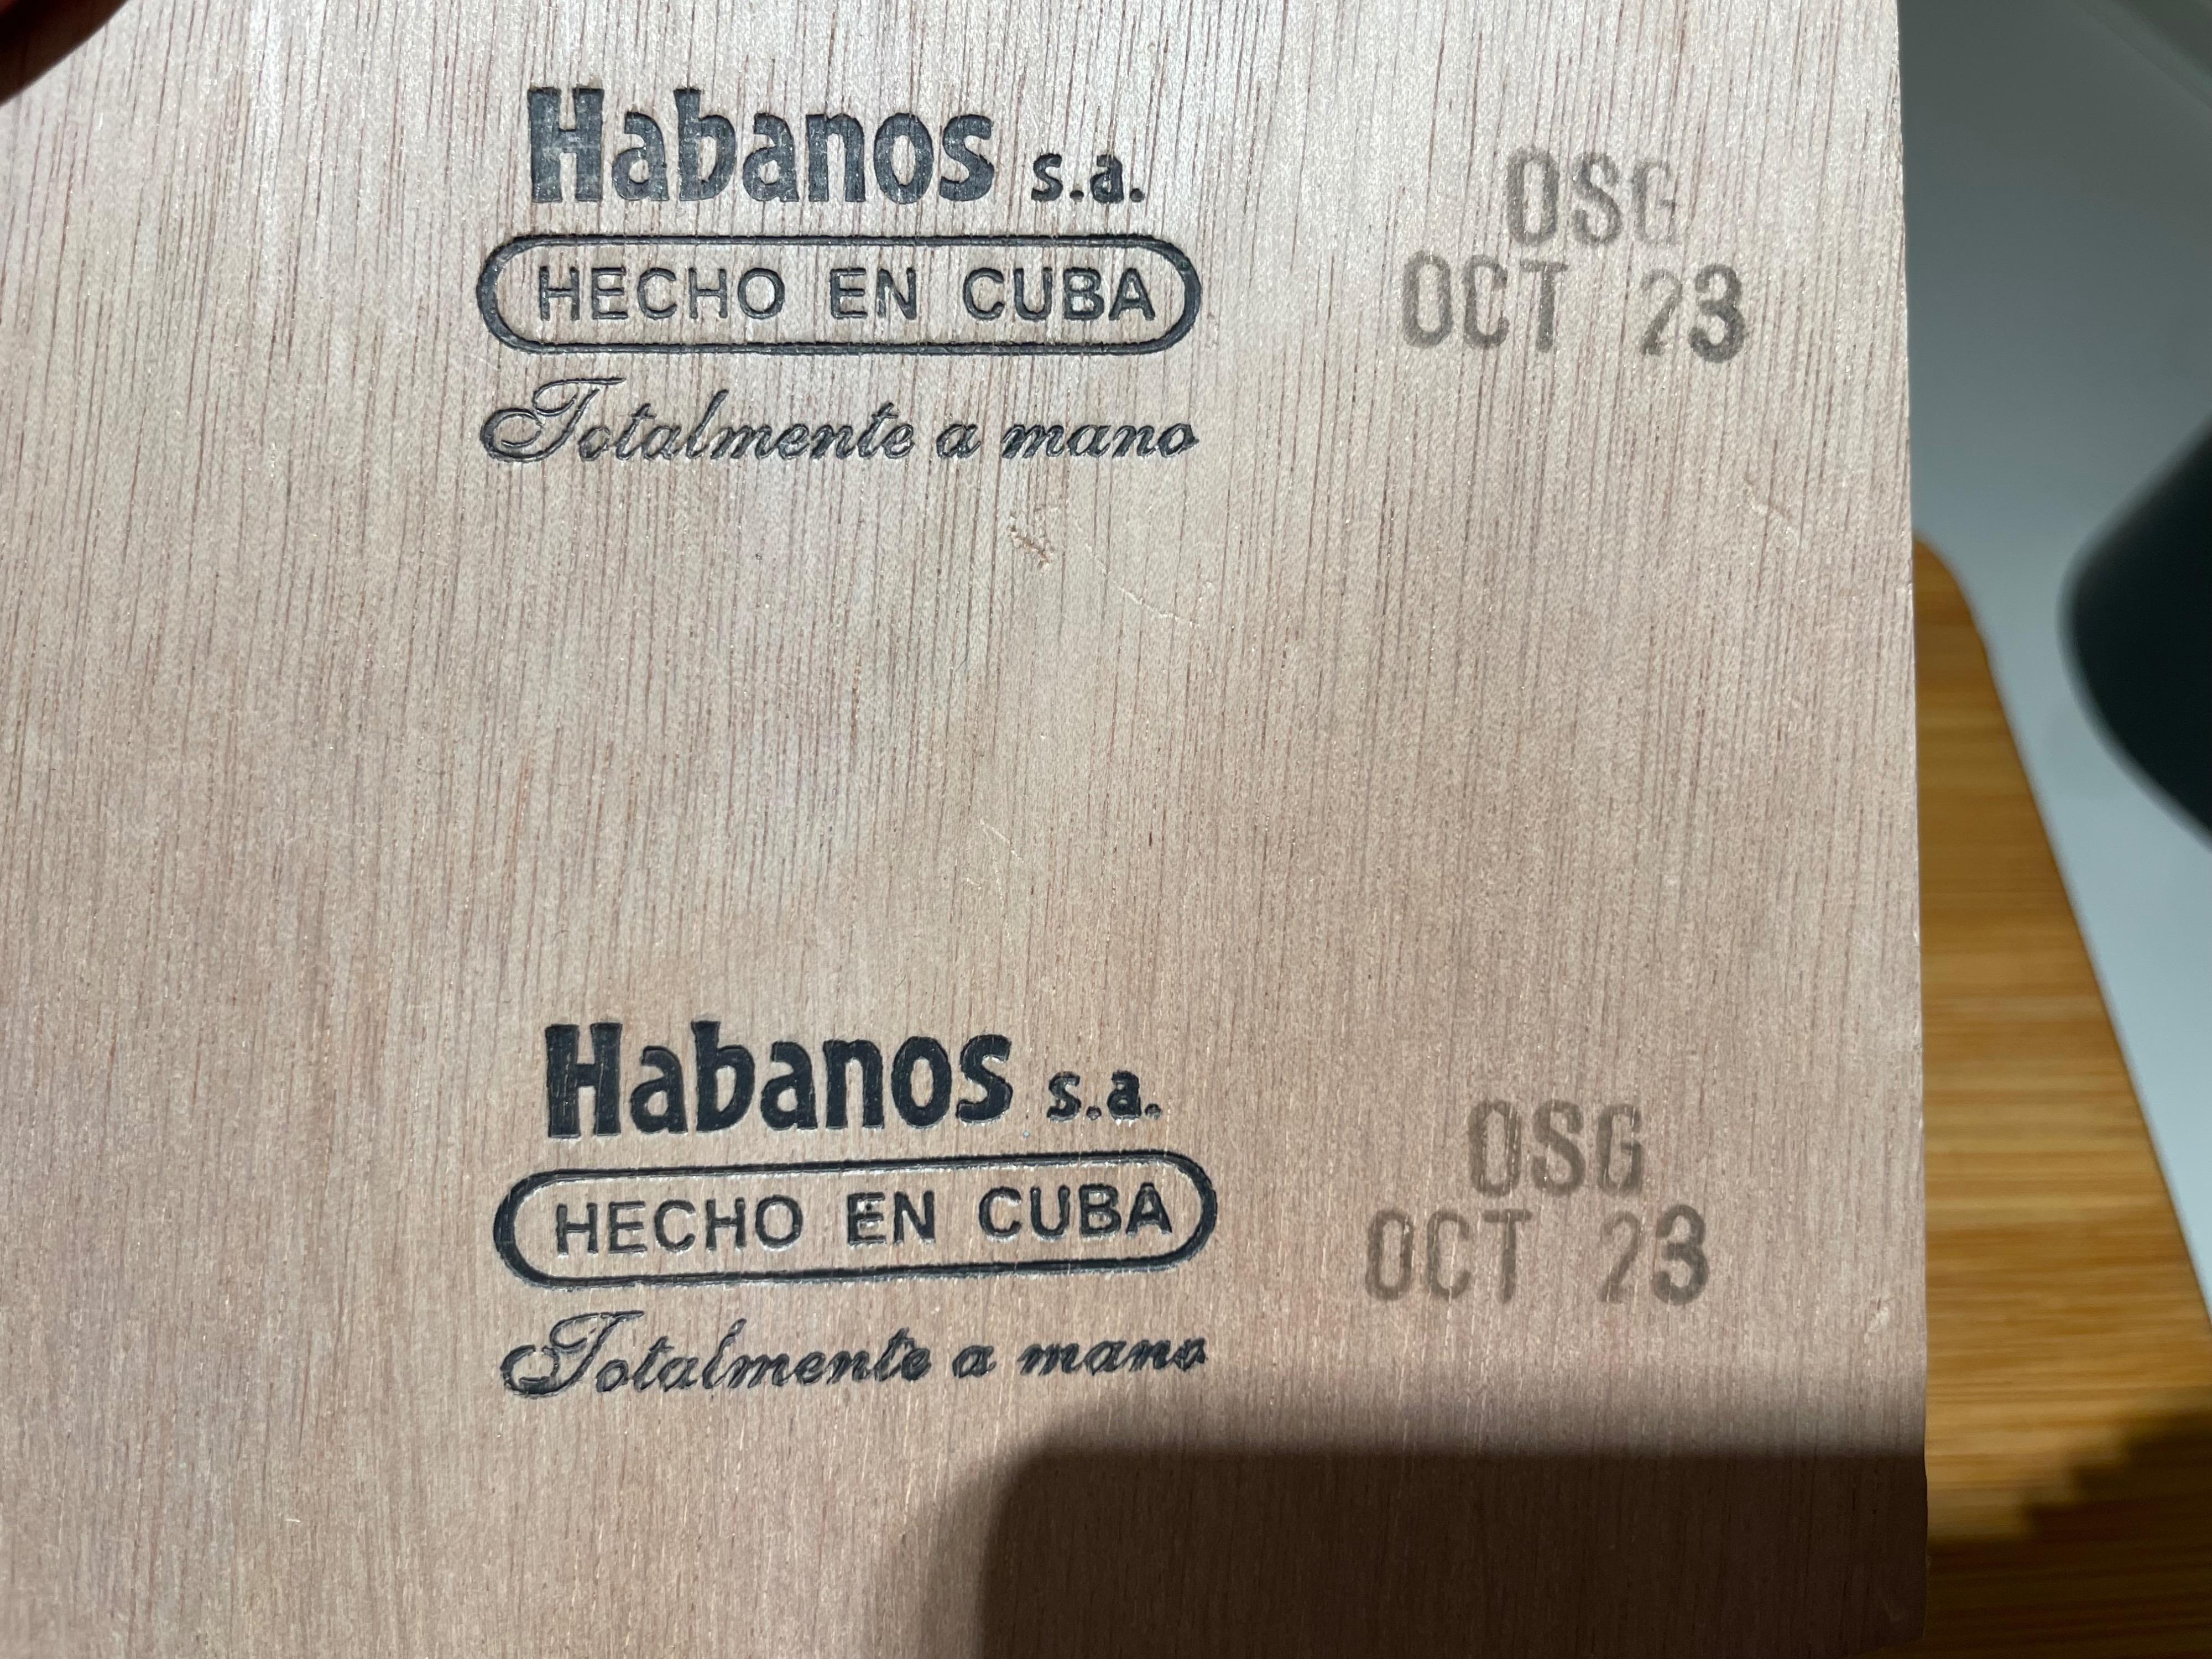 Habanos s.a.
HECHO EN CUBA
Totalmente a mano
OSG
OCT 23
Habanos s.a.
HECHO EN CUBA
Totalmente a mano
OSG
OCT 23